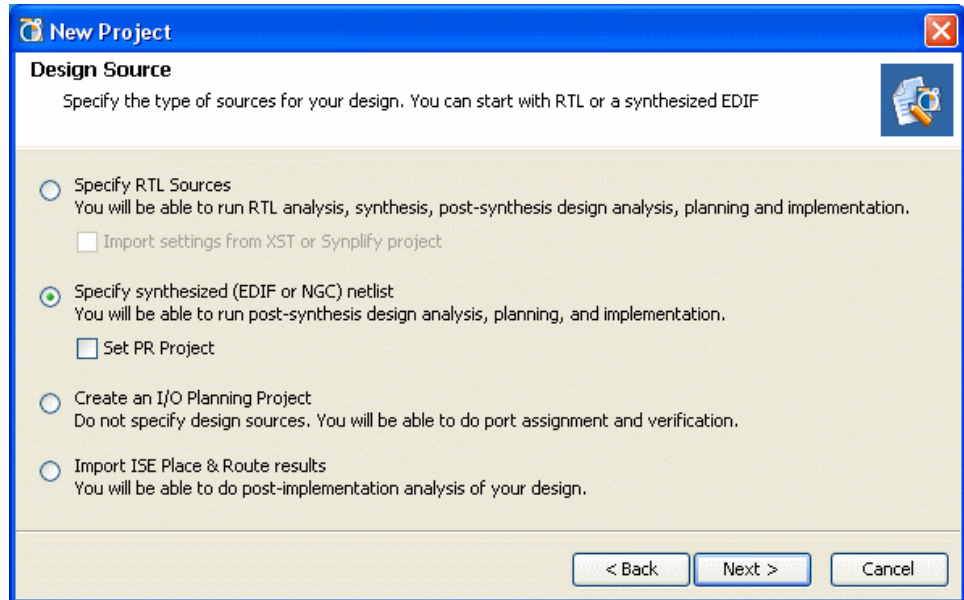 New Project
Design Source
Specify the type of sources for your design. You can start with RTL or a synthesized EDIF
Specify RTL Sources
You will be able to run RTL analysis, synthesis, post-synthesis design analysis, planning and implementation.
Import settings from XST or Synplify project
Specify synthesized (EDIF or NGC) netlist
You will be able to run post-synthesis design analysis, planning, and implementation.
Set PR Project
Create an I/O Planning Project
Do not specify design sources. You will be able to do port assignment and verification.
Import ISE Place & Route results
You will be able to do post-implementation analysis of your design.
< Back
Next >
Cancel